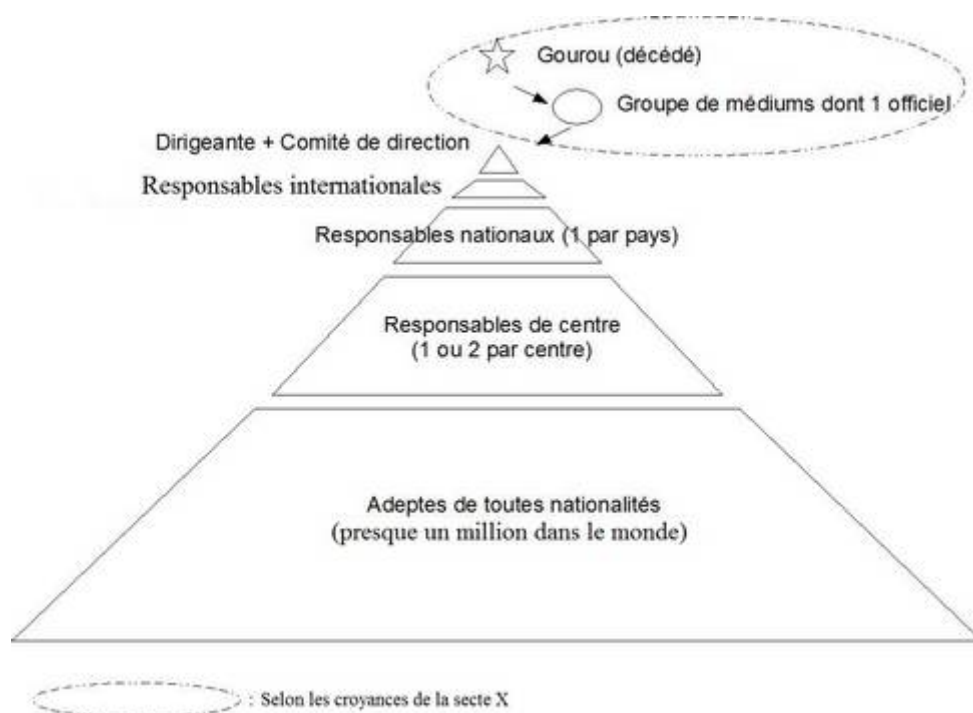 Gourou (décédé)
Groupe de médiums dont 1 officiel
Dirigeante + Comité de direction
Responsables internationales
Responsables nationaux (1 par pays)
Responsables de centre
(1 ou 2 par centre)
Adeptes de toutes nationalités
(presque un million dans le monde)
: Selon les croyances de la secte X